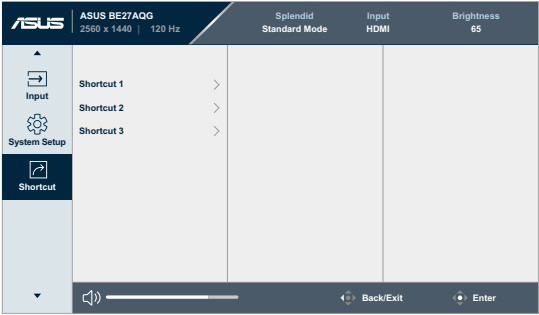 ASUS
ASUS BE27AQG
2560 x 1440 | 120 Hz
Splendid
Standard Mode
Input
HDMI
Brightness
65
Input
System Setup
Shortcut
Shortcut 1
Shortcut 2
Shortcut 3
Back/Exit
Enter